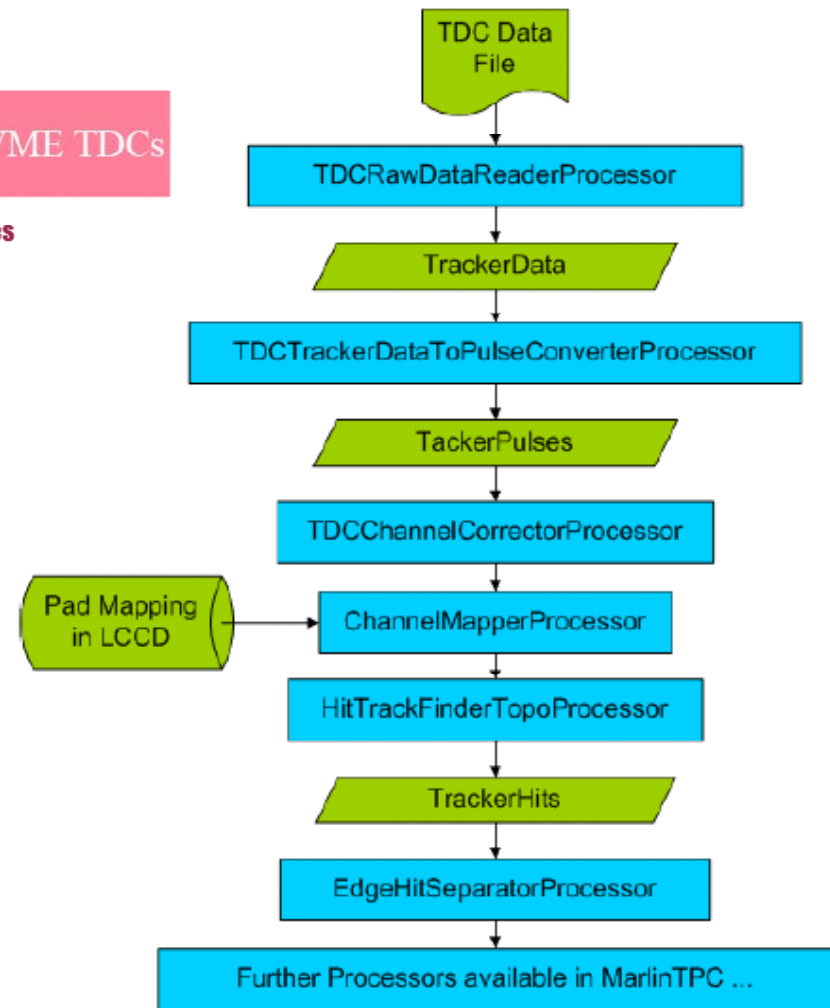 TDC Data
File
VME TDCs
TDCRawDataReaderProcessor
TrackerData
TDCTrackerDataToPulseConverterProcessor
TackerPulses
TDCChannelCorrectorProcessor
Pad Mapping
in LCCD
ChannelMapperProcessor
HitTrackFinderTopoProcessor
TrackerHits
EdgeHitSeparatorProcessor
Further Processors available in MarlinTPC ...